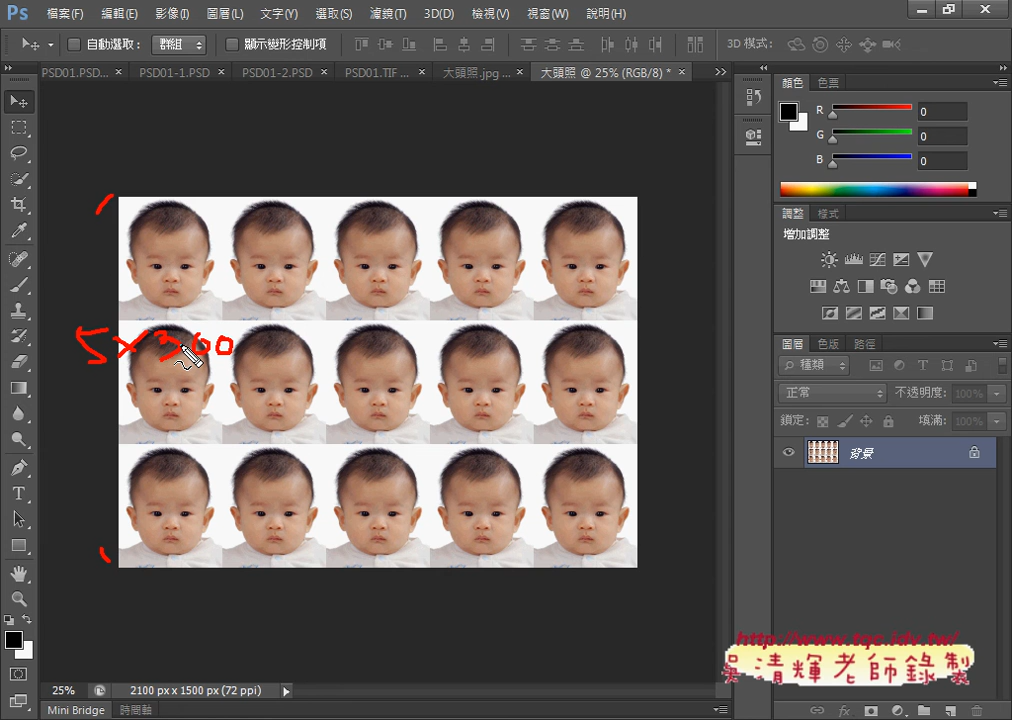 Ps 檔案(F) 編輯(E) 影像(I) 圖層(L) 文字(Y) 選取(S) 濾鏡(T) 3D(D) 檢視(V) 視窗(W) 說明(H)
自動選取： 群組 顯示變形控制項 3D 模式：
PSD01.PSD... × PSD01-1.PSD × PSD01-2.PSD × PSD01.TIF ... × 大頭照.jpg ... × 大頭照 @ 25% (RGB/8) * ×
顏色 色票
R 0
G 0
B 0
調整 樣式
增加調整
5×300
圖層 色版 路徑
種類
正常 不透明度： 100%
鎖定： 填滿： 100%
背景
http://www.tqc.idv.tw/
吳清輝老師錄製
25% 2100 px x 1500 px (72 ppi)
Mini Bridge 時間軸